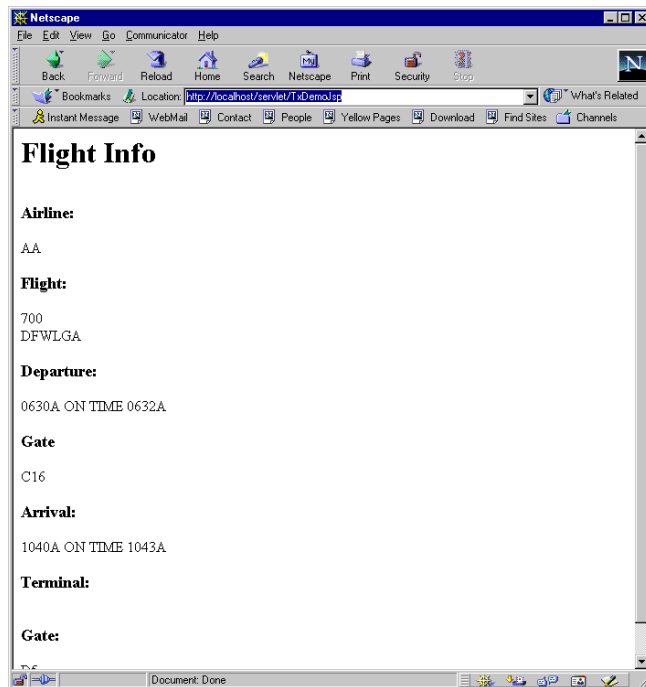 Netscape
File Edit View Go Communicator Help
My
N
Back Forward Reload Home Search Netscape Print Security Stop
Bookmarks Location: http://localhost/servlet/TxDemoJsp What's Related
Instant Message WebMail Contact People Yellow Pages Download Find Sites Channels
Flight Info
Airline:
AA
Flight:
700
DFWLGA
Departure:
0630A ON TIME 0632A
Gate
C16
Arrival:
1040A ON TIME 1043A
Terminal:
Gate:
Document: Done